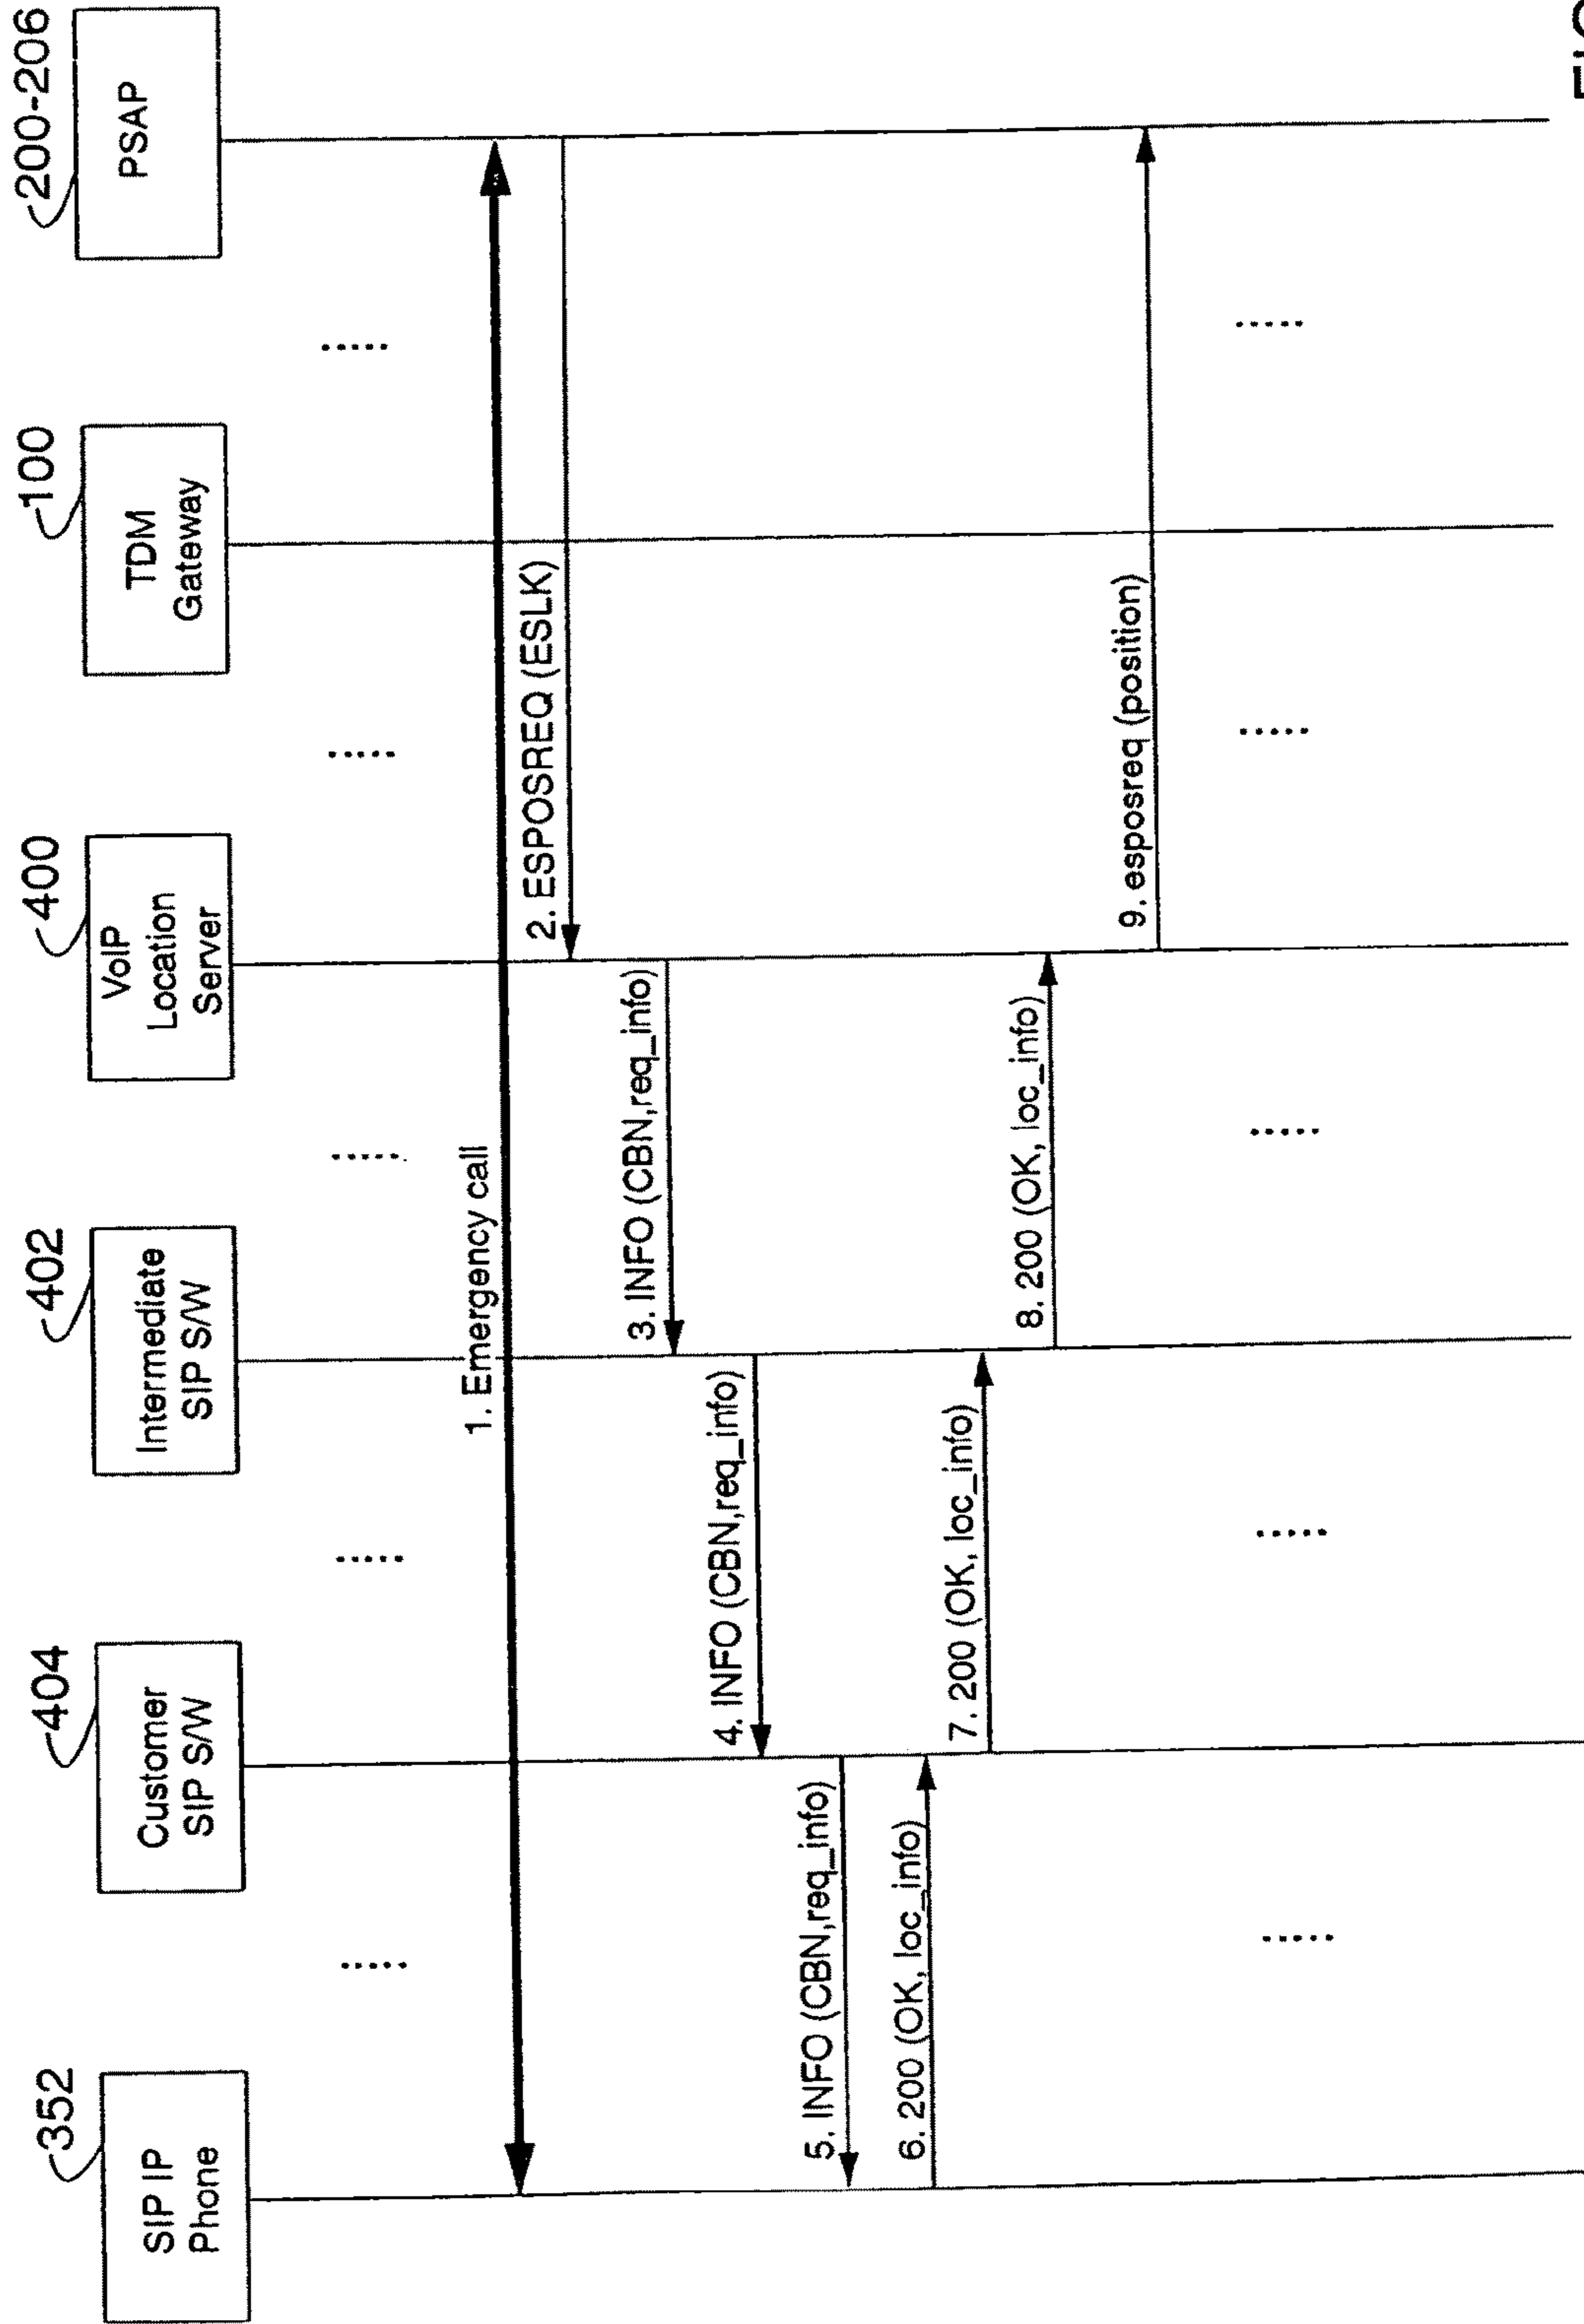 352
SIP IP
Phone
404
Customer
SIP S/W
402
Intermediate
SIP S/W
400
VoIP
Location
Server
100
TDM
Gateway
200-206
PSAP
1. Emergency call
2. ESPOSREQ (ESLK)
3. INFO (CBN,req_info)
4. INFO (CBN,req_info)
5. INFO (CBN,req_info)
6. 200 (OK, loc_info)
7. 200 (OK, loc_info)
8. 200 (OK, loc_info)
9. esposreq (position)